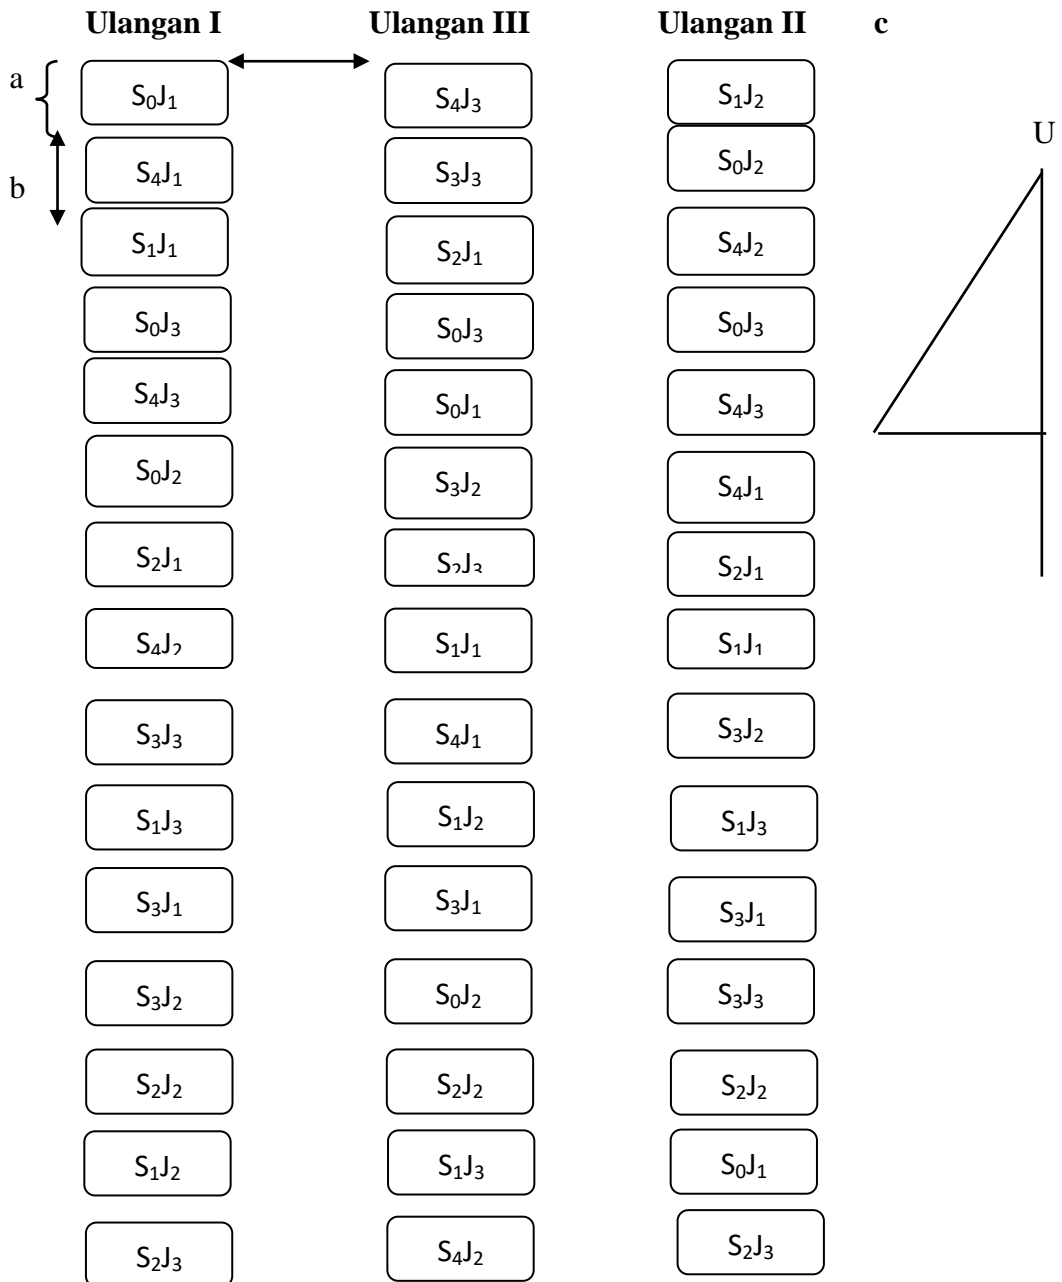 Ulangan I Ulangan III Ulangan II c
a S₀J₁ S₄J₃ S₁J₂
U
S₄J₁ S₃J₃ S₀J₂
b
S₁J₁ S₂J₁ S₄J₂
S₀J₃ S₀J₃ S₀J₃
S₄J₃ S₀J₁ S₄J₃
S₀J₂ S₃J₂ S₄J₁
S₂J₁ S₂J₃ S₂J₁
S₄J₂ S₁J₁ S₁J₁
S₃J₃ S₄J₁ S₃J₂
S₁J₃ S₁J₂ S₁J₃
S₃J₁ S₃J₁ S₃J₁
S₃J₂ S₀J₂ S₃J₃
S₂J₂ S₂J₂ S₂J₂
S₁J₂ S₁J₃ S₀J₁
S₂J₃ S₄J₂ S₂J₃